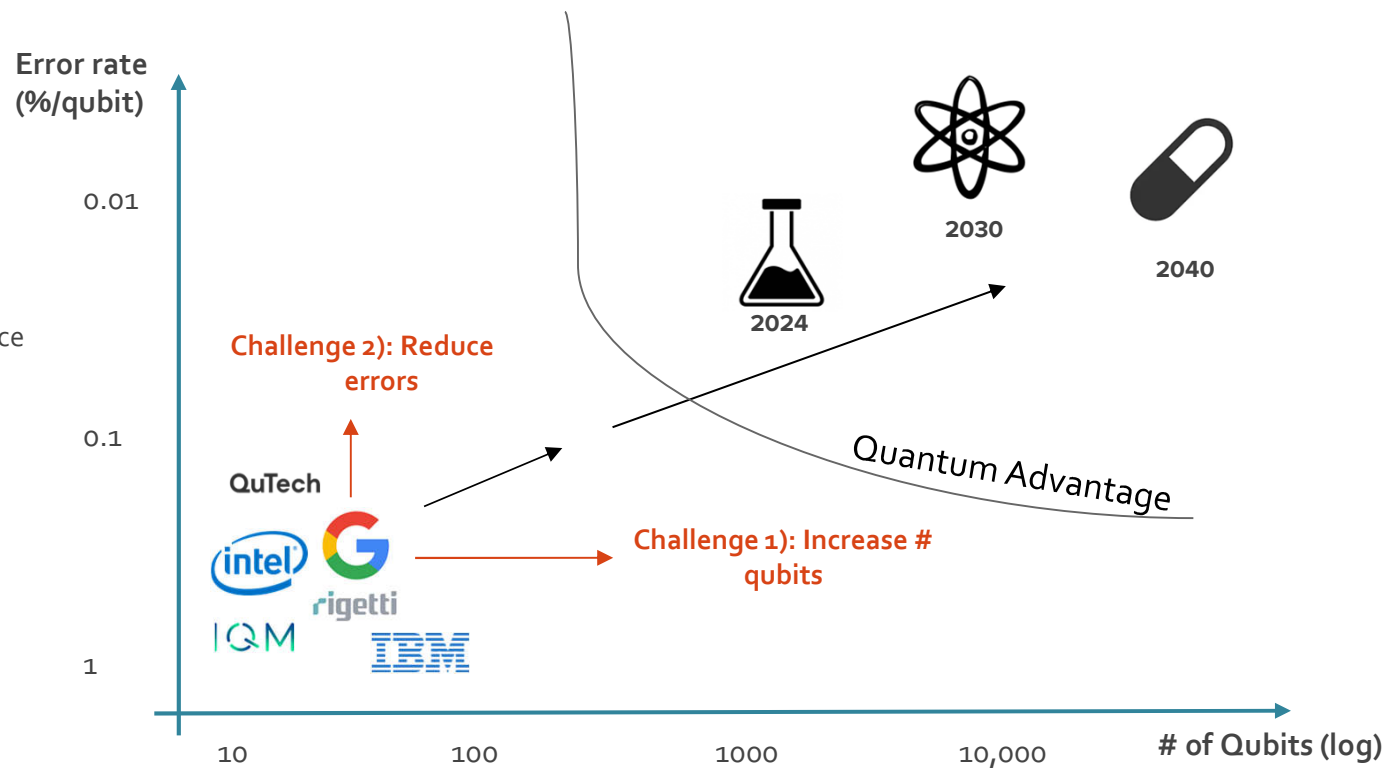 Error rate
(%/qubit)
0.01
2030
2040
2024
ce
Challenge 2): Reduce
errors
0.1
Quantum Advantage
QuTech
intel
G
Challenge 1): Increase #
qubits
rigetti
IQM
IBM
1
10
100
1000
10,000
# of Qubits (log)